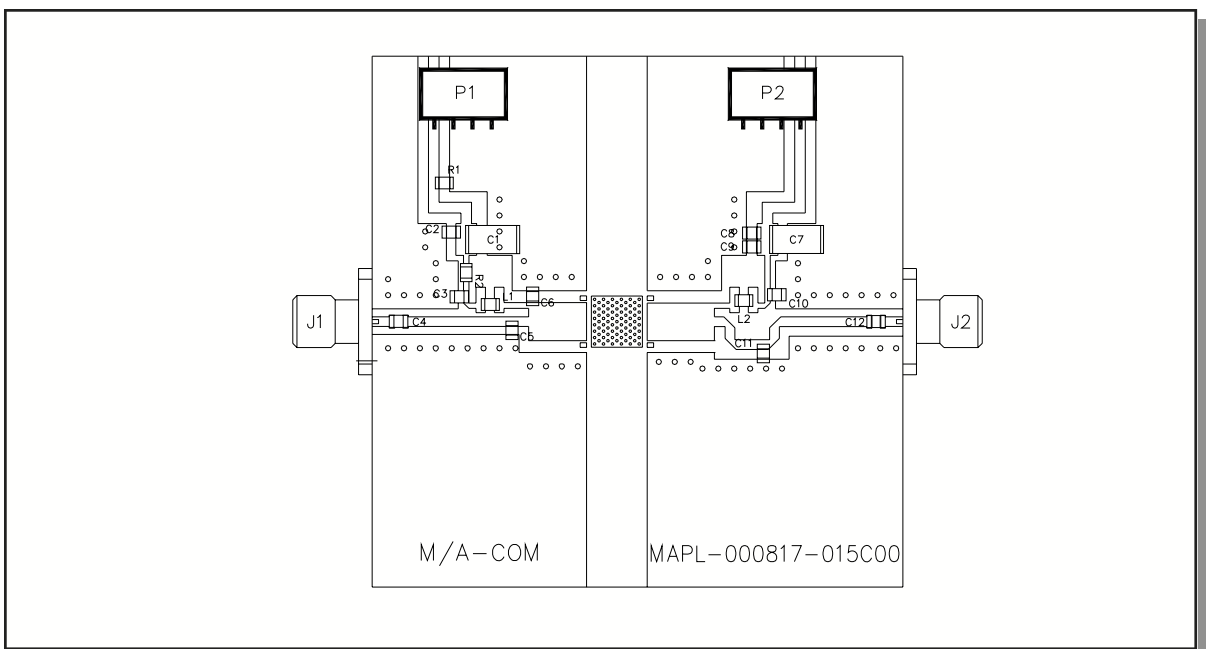 P1
P2
R1
C2
C1
C8
C9
C7
R2
C3
L1
C6
C10
L2
J1
C4
C5
C11
C12
J2
M/A-COM
MAPL-000817-015C00